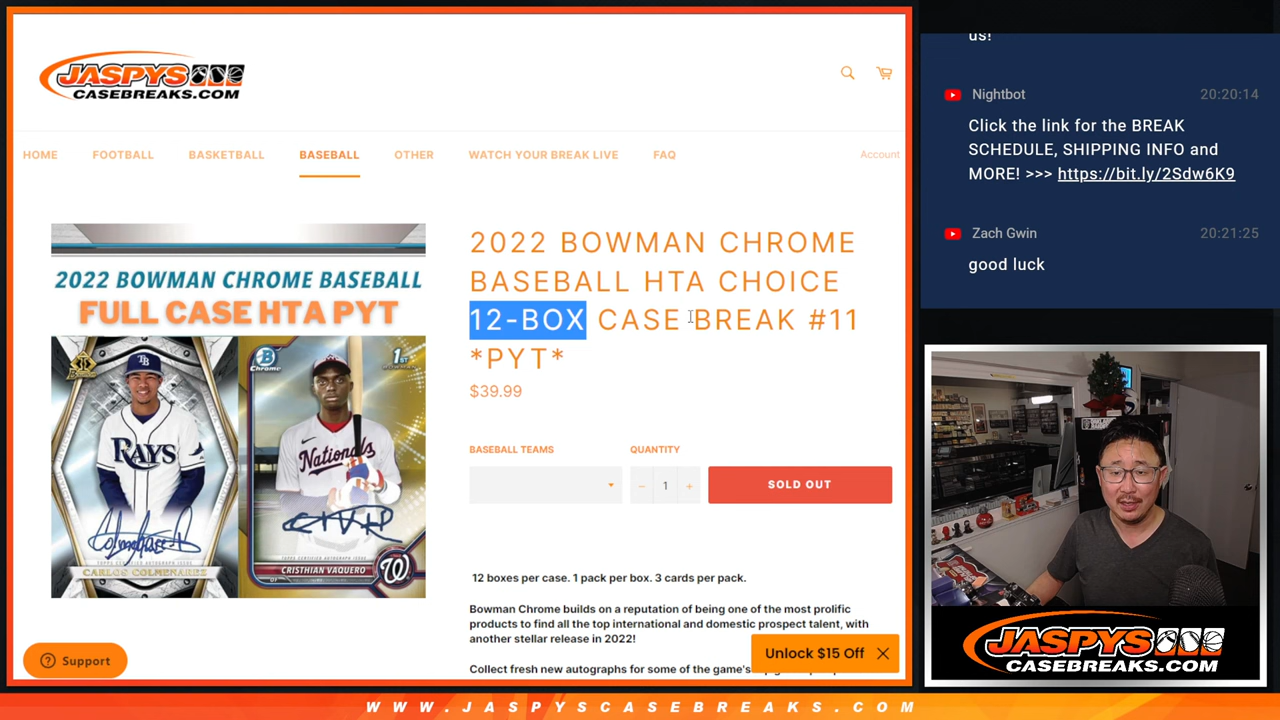 JASPYS
CASEBREAKS.COM
HOME
FOOTBALL
BASKETBALL
BASEBALL
OTHER
WATCH YOUR BREAK LIVE
FAQ
Account
2022 BOWMAN CHROME BASEBALL
FULL CASE HTA PYT
TB
RAYS
CARLOS COLMENARES
Chrome
1st
BOWMAN
Nationals
CRISTHIAN VAQUERO
2022 BOWMAN CHROME
BASEBALL HTA CHOICE
12-BOX CASE BREAK #11
*PYT*
$39.99
BASEBALL TEAMS
QUANTITY
− 1 +
SOLD OUT
12 boxes per case. 1 pack per box. 3 cards per pack.
Bowman Chrome builds on a reputation of being one of the most prolific
products to find all the top international and domestic prospect talent, with
another stellar release in 2022!
Collect fresh new autographs for some of the game's
Support
Unlock $15 Off
us!
Nightbot 20:20:14
Click the link for the BREAK
SCHEDULE, SHIPPING INFO and
MORE! >>> https://bit.ly/2Sdw6K9
Zach Gwin 20:21:25
good luck
JASPYS
CASEBREAKS.COM
WWW.JASPYSCASEBREAKS.COM